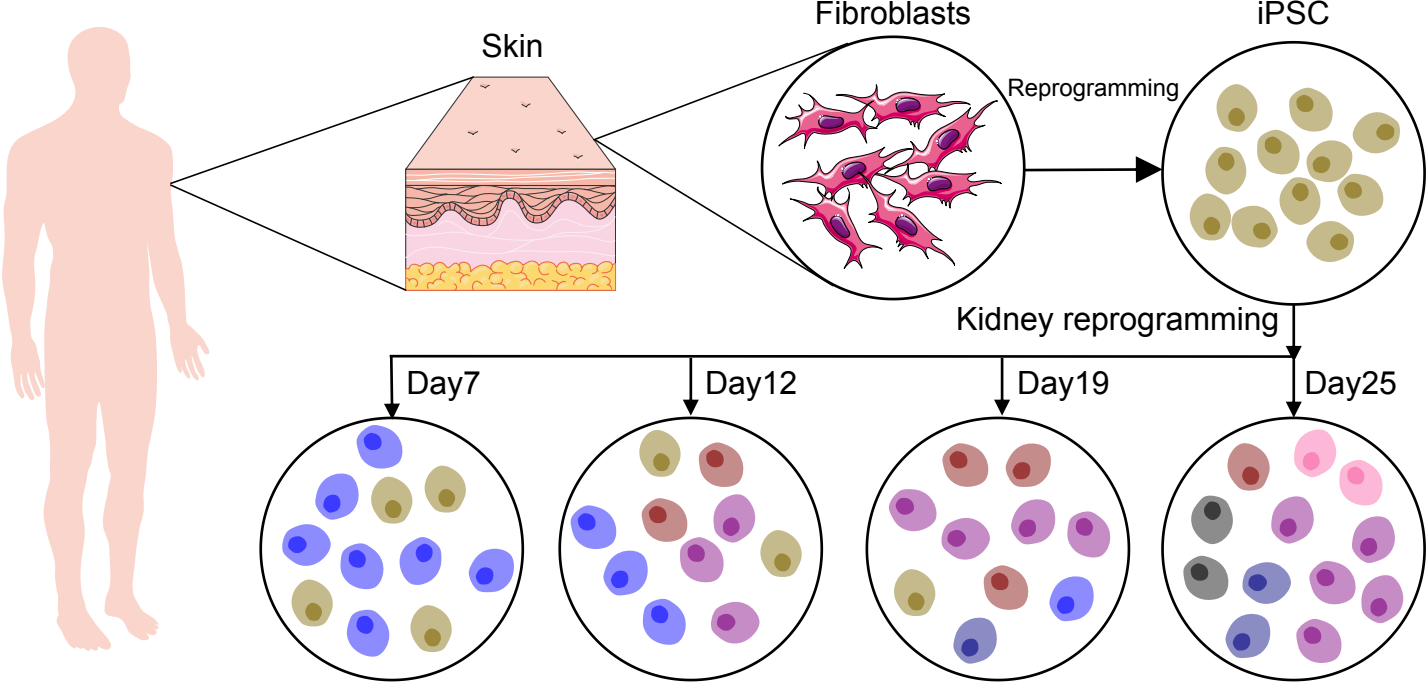 Skin
Fibroblasts
iPSC
Reprogramming
Kidney reprogramming
Day7
Day12
Day19
Day25